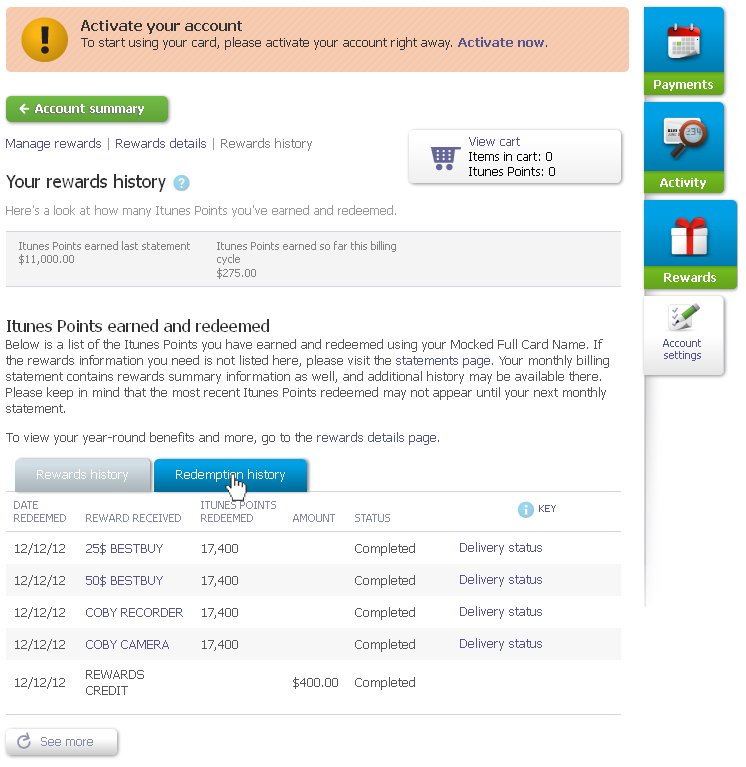 Activate your account
To start using your card, please activate your account right away. Activate now.
Account summary
Manage rewards | Rewards details | Rewards history
View cart
Items in cart: 0
Itunes Points: 0
Your rewards history ?
Here's a look at how many Itunes Points you've earned and redeemed.
Itunes Points earned last statement
$11,000.00
Itunes Points earned so far this billing
cycle
$275.00
Itunes Points earned and redeemed
Below is a list of the Itunes Points you have earned and redeemed using your Mocked Full Card Name. If
the rewards information you need is not listed here, please visit the statements page. Your monthly billing
statement contains rewards summary information as well, and additional history may be available there.
Please keep in mind that the most recent Itunes Points redeemed may not appear until your next monthly
statement.
To view your year-round benefits and more, go to the rewards details page.
Rewards history
Redemption history
DATE
REDEEMED
REWARD RECEIVED
ITUNES POINTS
REDEEMED
AMOUNT
STATUS
i KEY
12/12/12 25$ BESTBUY 17,400 Completed Delivery status
12/12/12 50$ BESTBUY 17,400 Completed Delivery status
12/12/12 COBY RECORDER 17,400 Completed Delivery status
12/12/12 COBY CAMERA 17,400 Completed Delivery status
12/12/12 REWARDS
CREDIT
$400.00 Completed
See more
Payments
Activity
Rewards
Account
settings